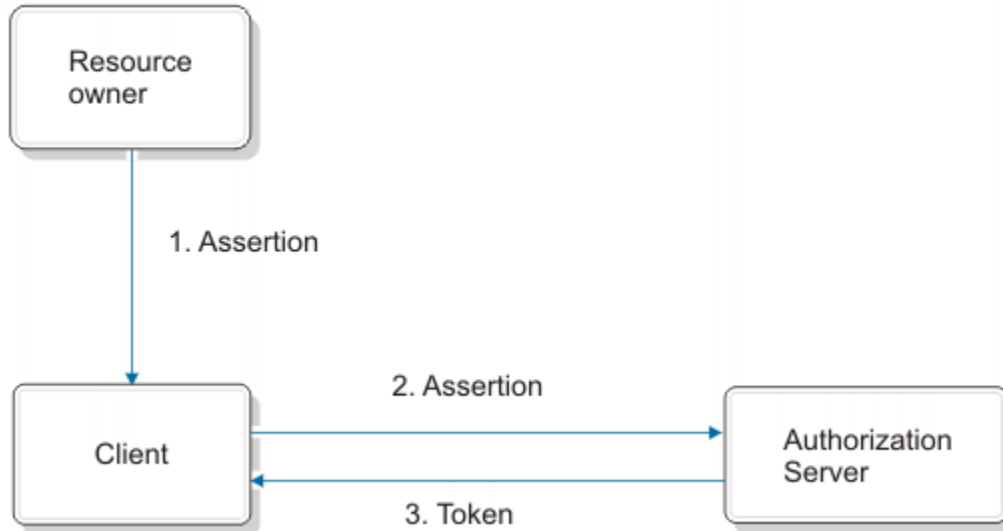 Resource
owner
1. Assertion
2. Assertion
Client
Authorization
Server
3. Token